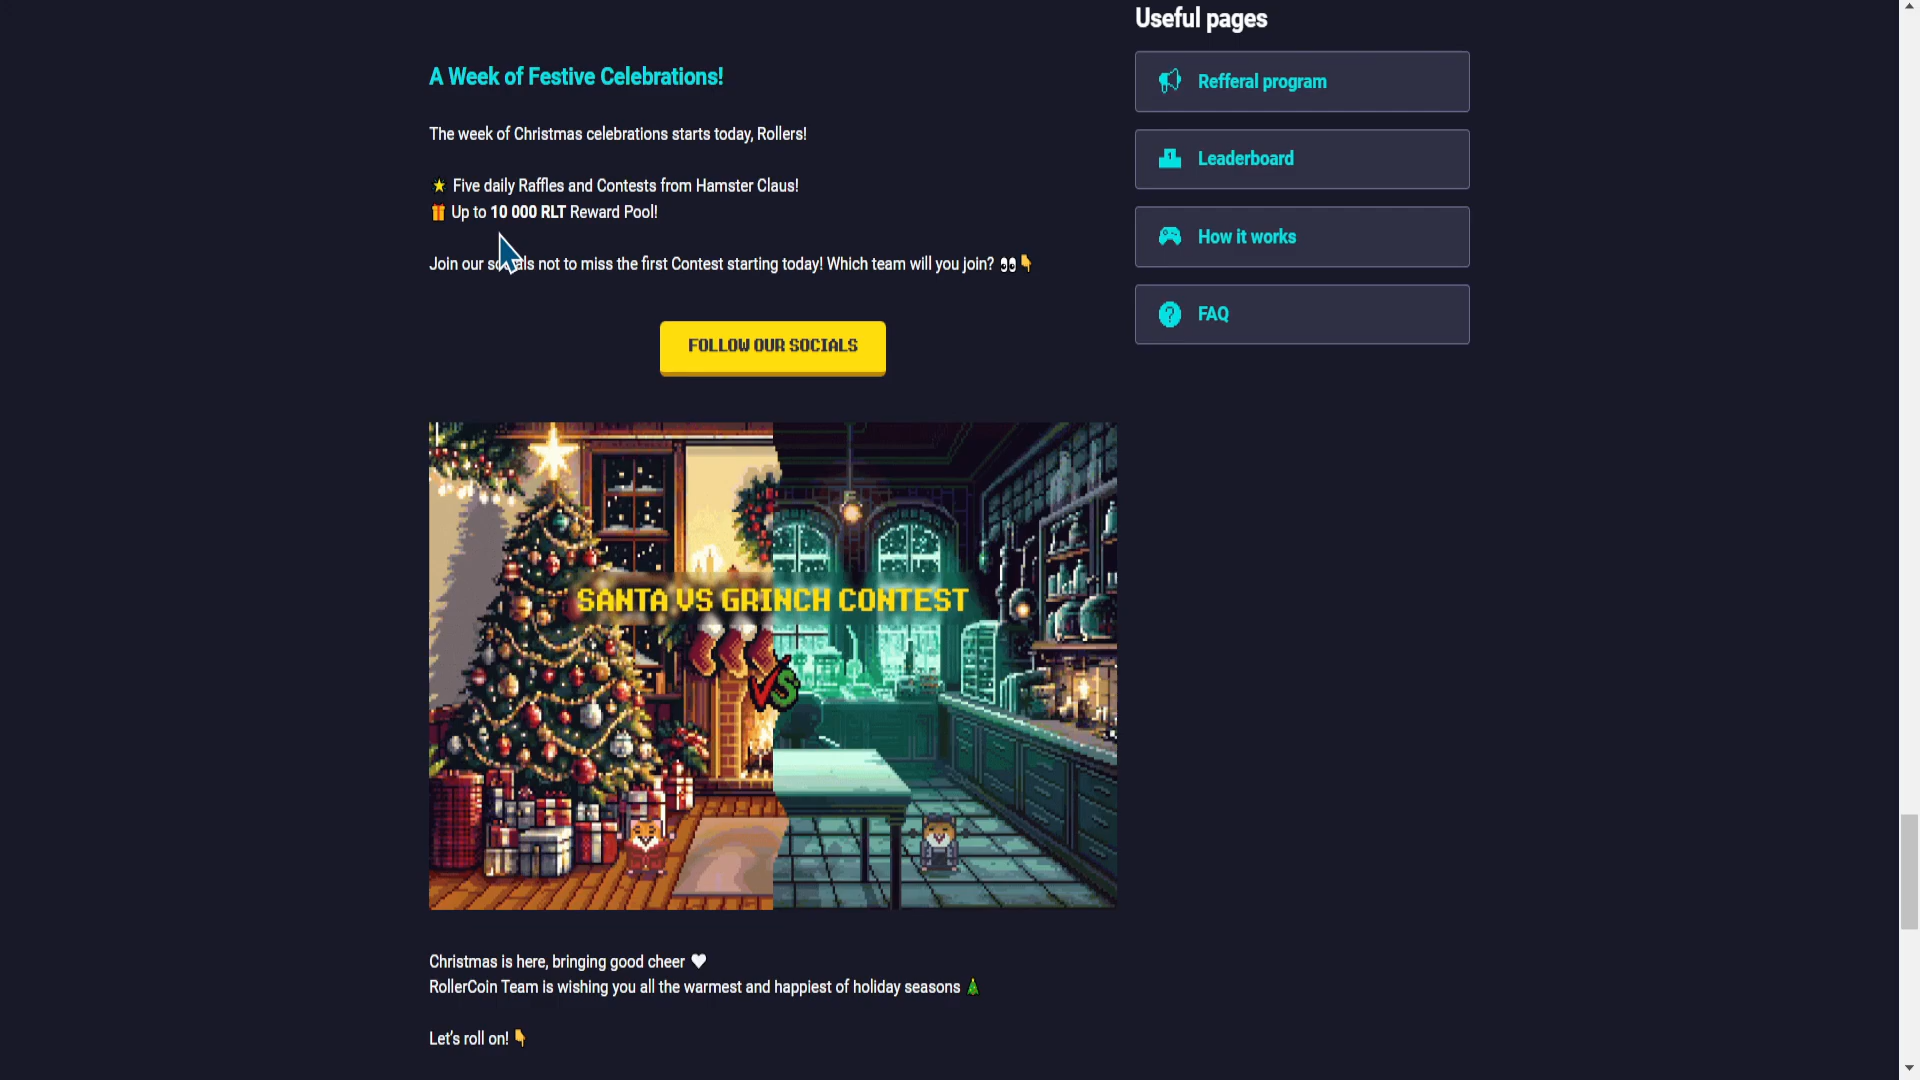 Useful pages
A Week of Festive Celebrations!
Refferal program
The week of Christmas celebrations starts today, Rollers!
Leaderboard
Five daily Raffles and Contests from Hamster Claus!
Up to 10 000 RLT Reward Pool!
How it works
Join our socials not to miss the first Contest starting today! Which team will you join?
FAQ
FOLLOW OUR SOCIALS
SANTA VS GRINCH CONTEST
VS
Christmas is here, bringing good cheer
RollerCoin Team is wishing you all the warmest and happiest of holiday seasons
Let's roll on!